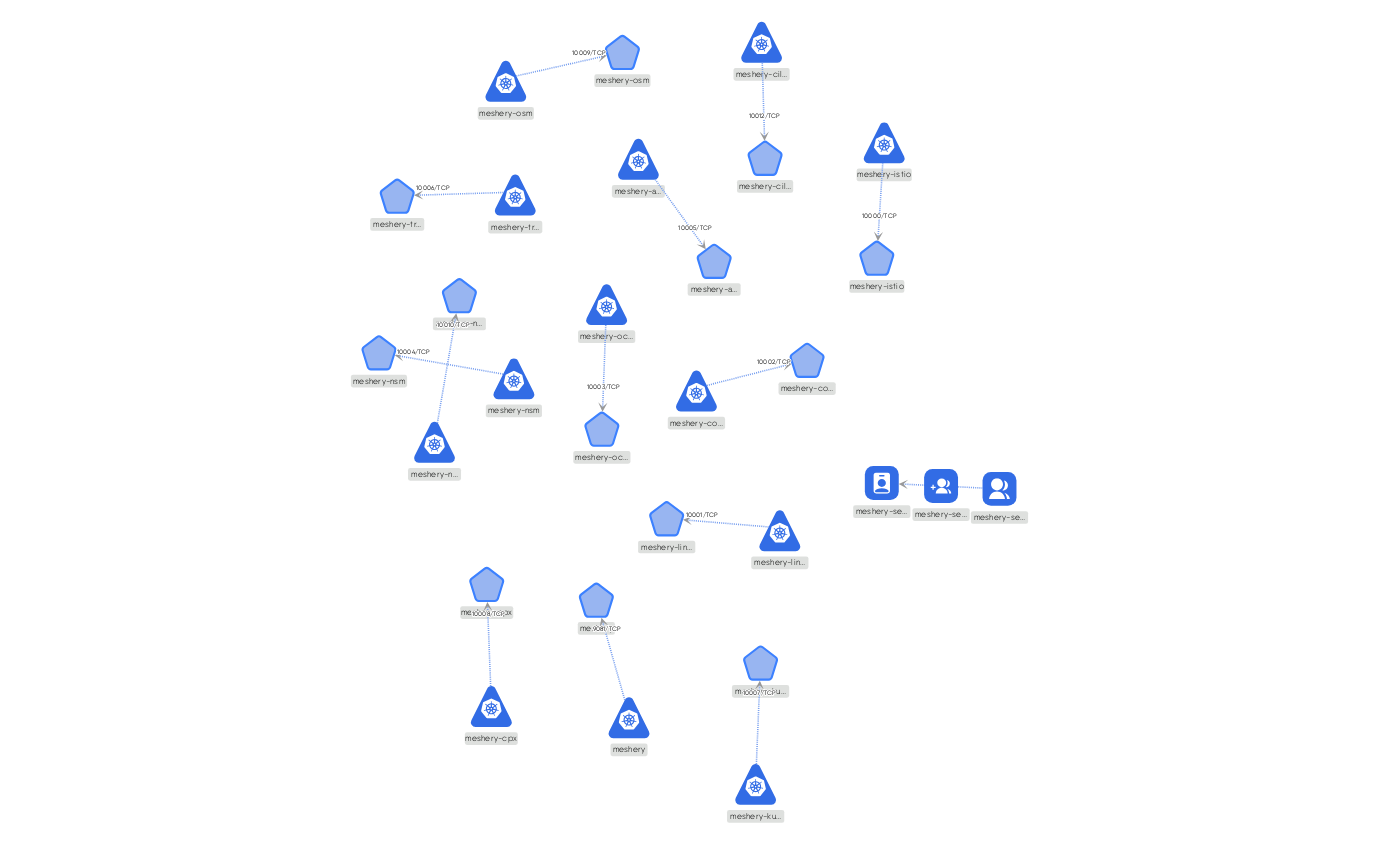 10009/TCP
meshery-osm
meshery-osm
meshery-cil...
10012/TCP
meshery-cil...
meshery-istio
10000/TCP
meshery-istio
meshery-a...
10005/TCP
meshery-a...
10006/TCP
meshery-tr...
meshery-tr...
10010/TCP
10004/TCP
meshery-nsm
meshery-nsm
meshery-n...
meshery-oc...
10003/TCP
meshery-oc...
10002/TCP
meshery-co...
meshery-co...
meshery-se...
meshery-se...
meshery-se...
10001/TCP
meshery-lin...
meshery-lin...
10008/TCP
meshery-cpx
9081/TCP
meshery
10007/TCP
meshery-ku...